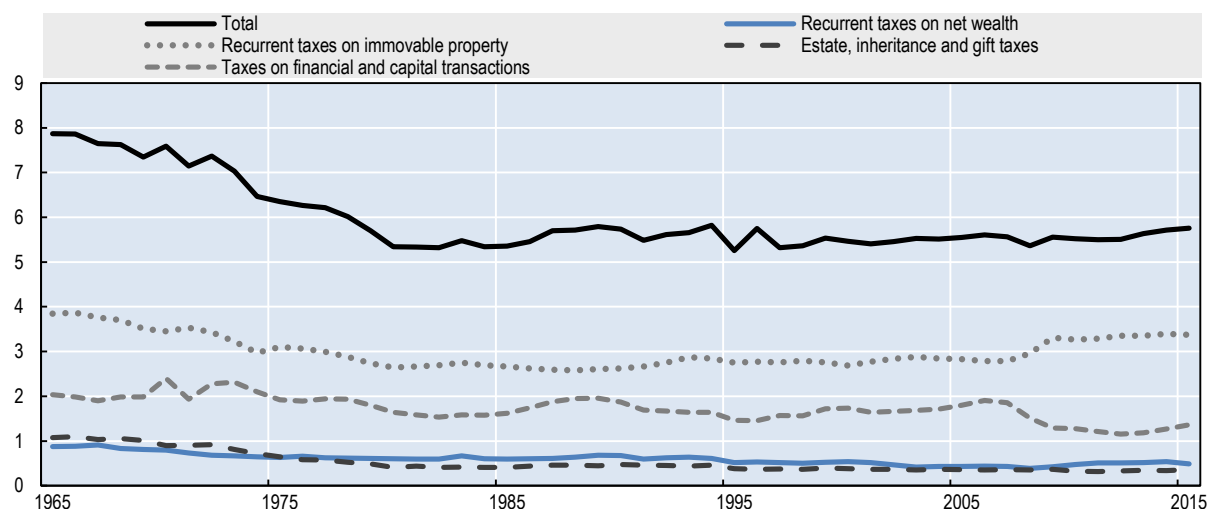 Total
Recurrent taxes on net wealth
Recurrent taxes on immovable property
Estate, inheritance and gift taxes
Taxes on financial and capital transactions
9
8
7
6
5
4
3
2
1
0
1965 1975 1985 1995 2005 2015